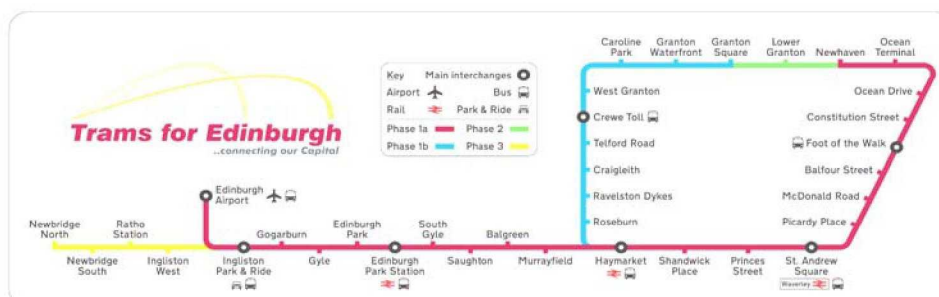 Trams for Edinburgh
..connecting our Capital
Key
Main interchanges
Airport
Bus
Rail
Park & Ride
Phase 1a
Phase 2
Phase 1b
Phase 3
Caroline
Park
Granton
Waterfront
Granton
Square
Lower
Granton
Newhaven
Ocean
Terminal
West Granton
Crewe Toll
Telford Road
Craigleith
Ravelston Dykes
Roseburn
Ocean Drive
Constitution Street
Foot of the Walk
Balfour Street
McDonald Road
Picardy Place
Edinburgh
Airport
Newbridge
North
Newbridge
South
Ratho
Station
Ingliston
West
Ingliston
Park & Ride
Gogarburn
Gyle
Edinburgh
Park
Edinburgh
Park Station
South
Gyle
Saughton
Balgreen
Murrayfield
Haymarket
Shandwick
Place
Princes
Street
St. Andrew
Square
Waverley